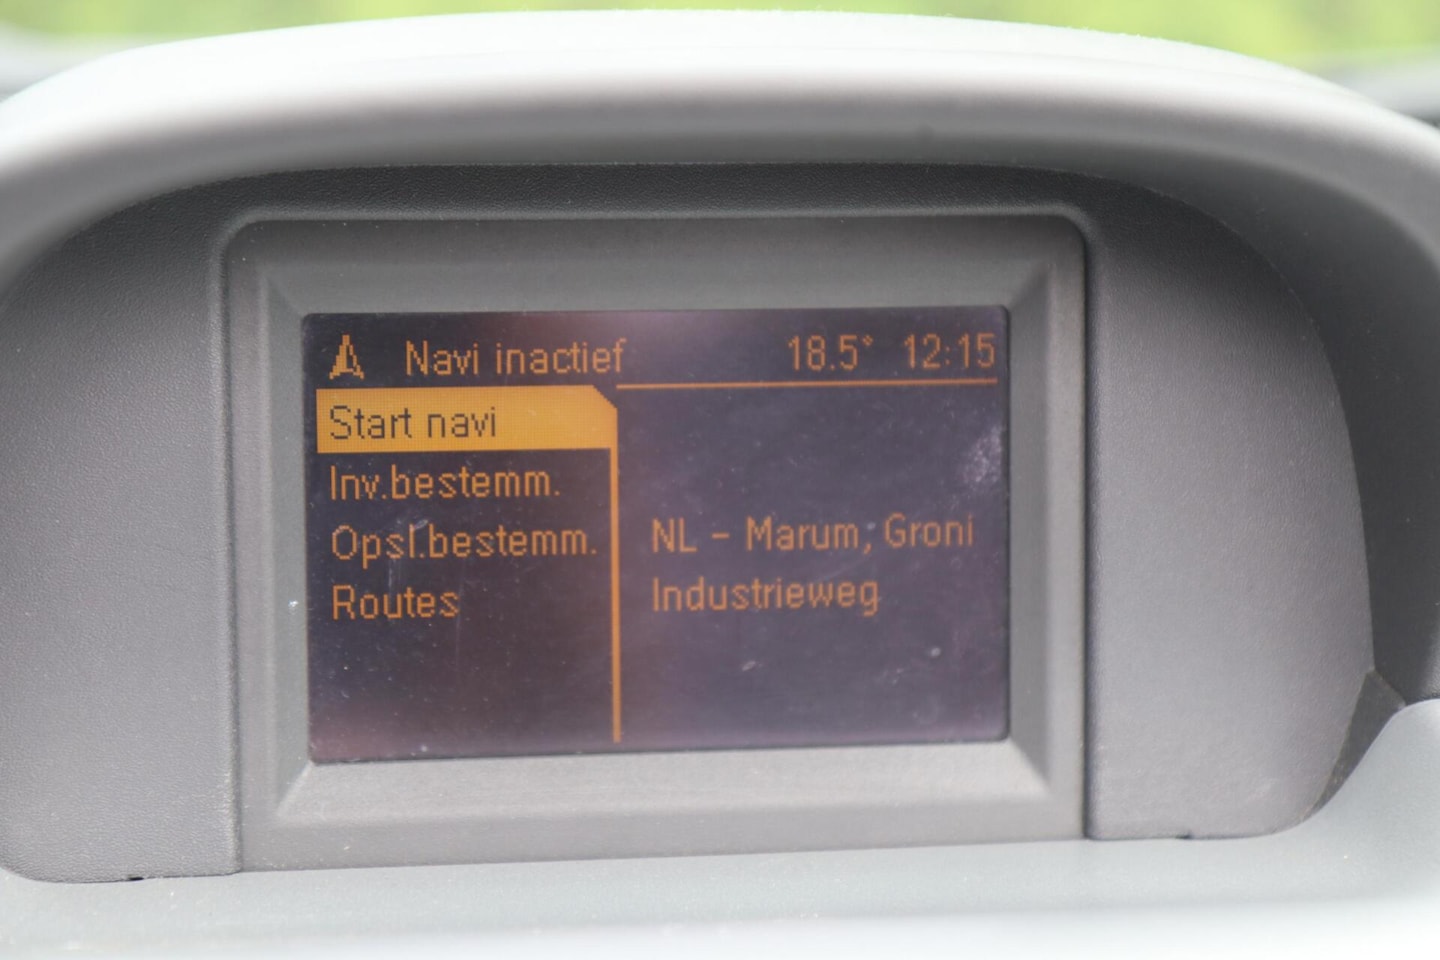 Navi inactief 18.5° 12:15
Start navi
Inv.bestemm.
Opsl.bestemm.
Routes
NL - Marum, Groni
Industrieweg